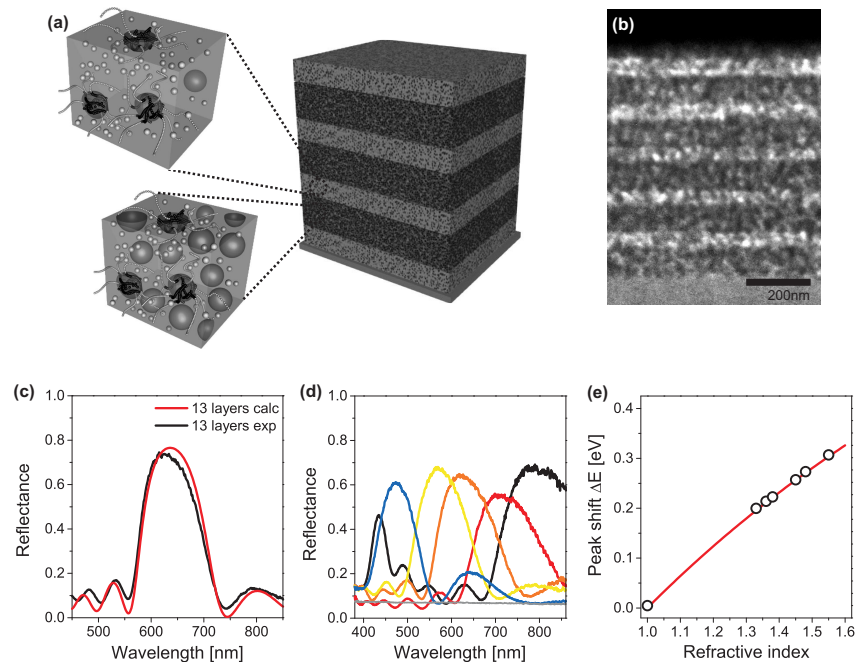 (a)
(b)
200nm
(c)
1.0
0.8
0.6
0.4
0.2
0.0
Reflectance
13 layers calc
13 layers exp
500 600 700 800
Wavelength [nm]
(d)
1.0
0.8
0.6
0.4
0.2
0.0
Reflectance
400 500 600 700 800
Wavelength [nm]
(e)
0.4
0.3
0.2
0.1
0.0
Peak shift ΔE [eV]
1.0 1.1 1.2 1.3 1.4 1.5 1.6
Refractive index